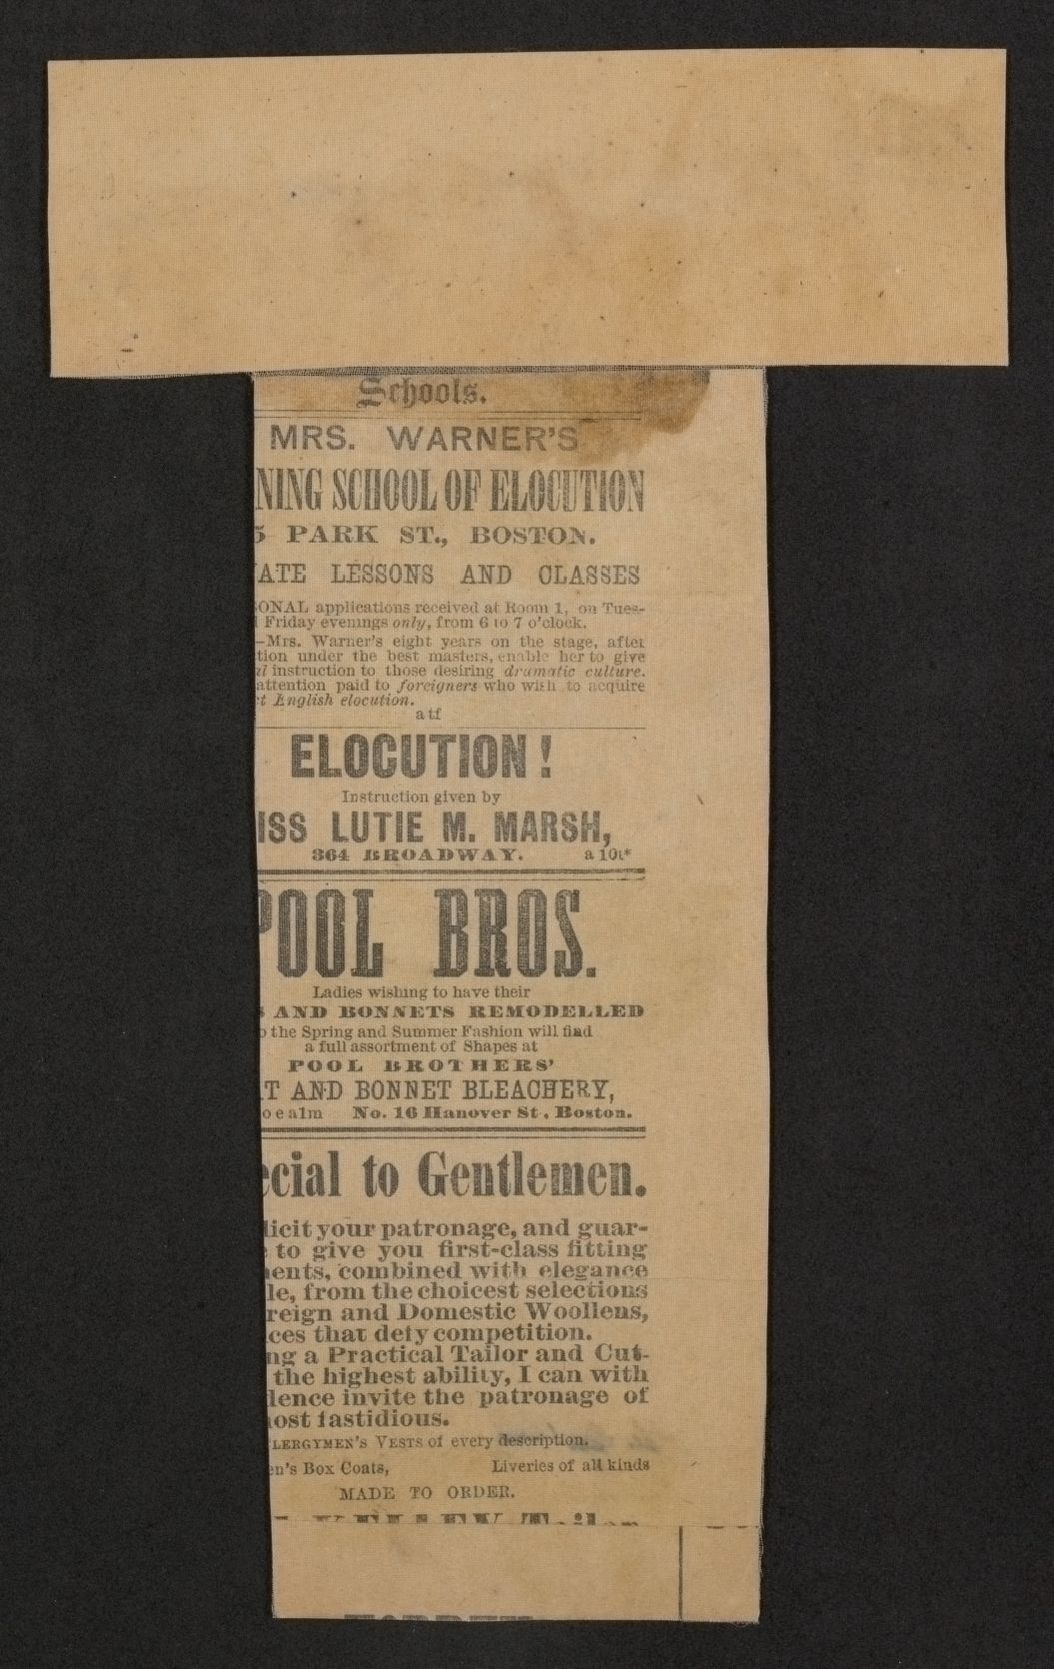 Schools.
MRS. WARNER'S
NING SCHOOL OF ELOCUTION
5 PARK ST., BOSTON.
ATE LESSONS AND CLASSES
ONAL applications received at Room 1, on Tues-
Friday evenings only, from 6 to 7 o'clock.
—Mrs. Warner's eight years on the stage, after
tion under the best masters, enable her to give
al instruction to those desiring dramatic culture.
attention paid to foreigners who wish to acquire
ct English elocution.
a tf
ELOCUTION!
Instruction given by
ISS LUTIE M. MARSH,
364 BROADWAY. a 10t*
POOL BROS.
Ladies wishing to have their
S AND BONNETS REMODELLED
o the Spring and Summer Fashion will find
a full assortment of Shapes at
POOL BROTHERS'
T AND BONNET BLEACHERY,
o e a1m No. 16 Hanover St, Boston.
ecial to Gentlemen.
licit your patronage, and guar-
to give you first-class fitting
ents, combined with elegance
le, from the choicest selections
reign and Domestic Woollens,
ces that defy competition.
ng a Practical Tailor and Cut-
the highest ability, I can with
dence invite the patronage of
ost fastidious.
LERGYMEN'S VESTS of every description.
en's Box Coats, Liveries of all kinds
MADE TO ORDER.